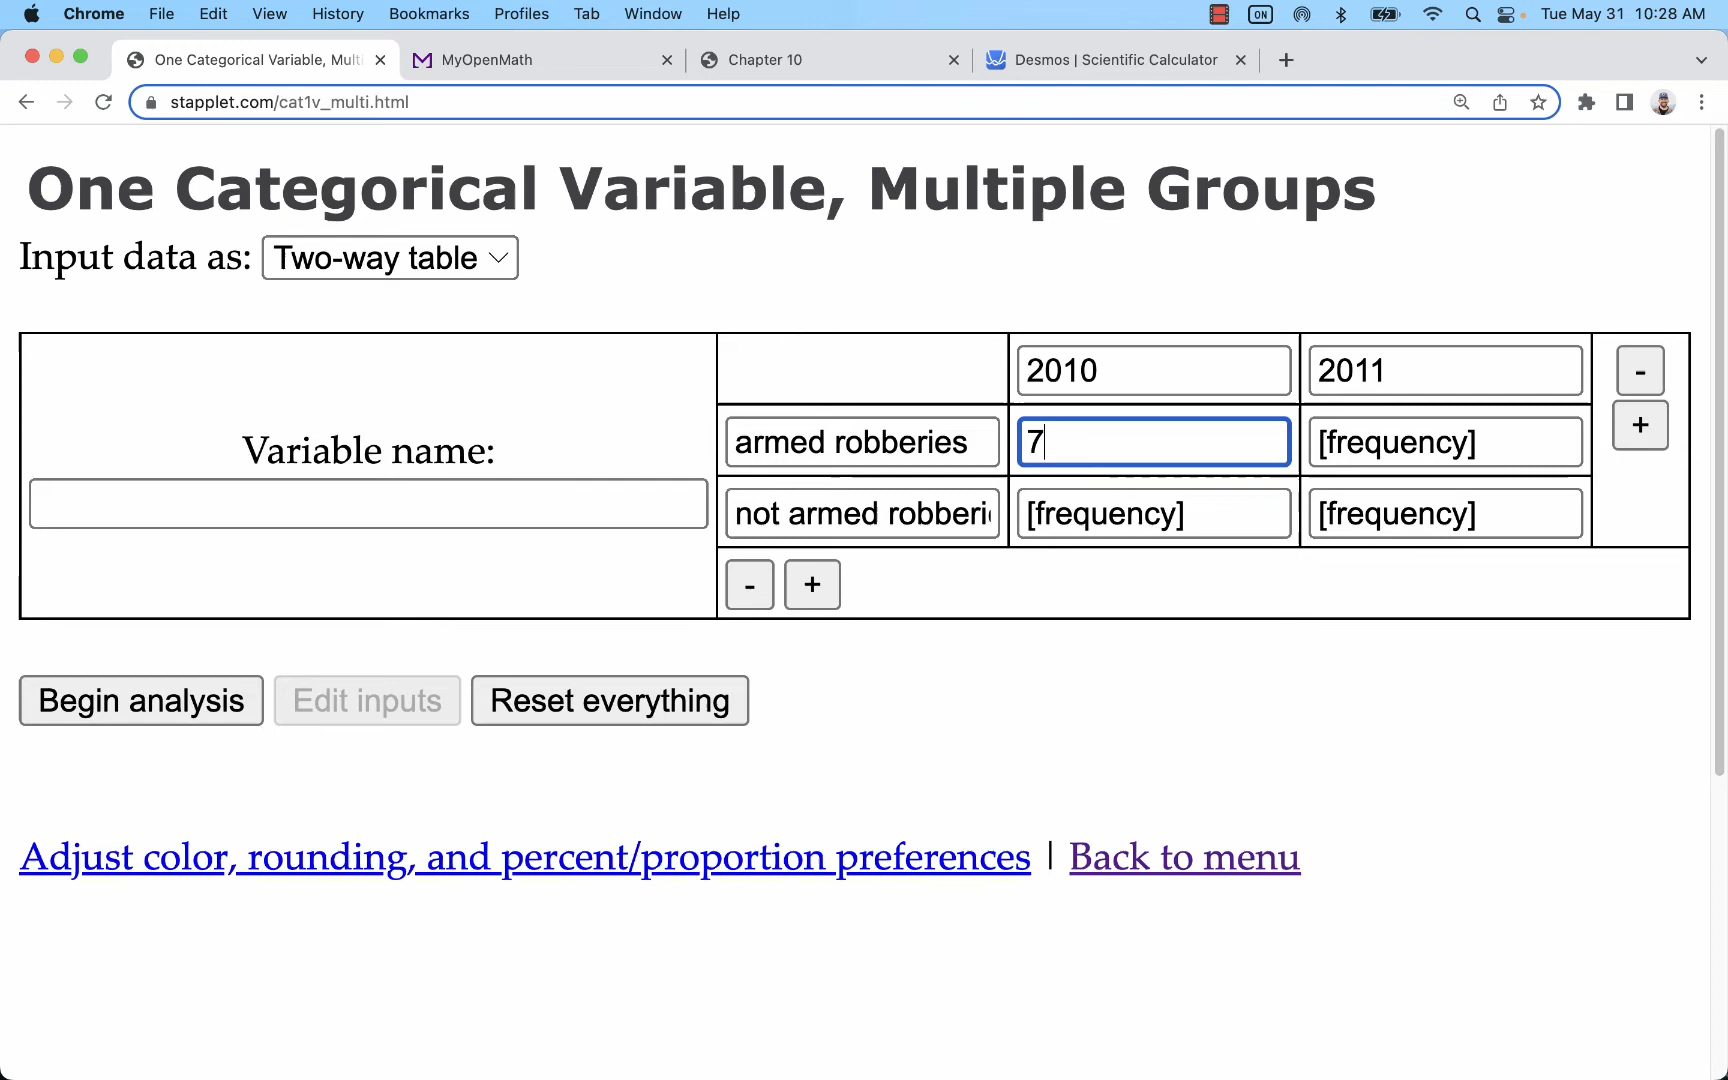 Chrome File Edit View History Bookmarks Profiles Tab Window Help ON Tue May 31 10:28 AM
One Categorical Variable, Mult MyOpenMath Chapter 10 Desmos | Scientific Calculator
stapplet.com/cat1v_multi.html
One Categorical Variable, Multiple Groups
Input data as: Two-way table
2010 2011 -
Variable name: armed robberies 7 [frequency] +
not armed robberi [frequency] [frequency]
- +
Begin analysis Edit inputs Reset everything
Adjust color, rounding, and percent/proportion preferences | Back to menu